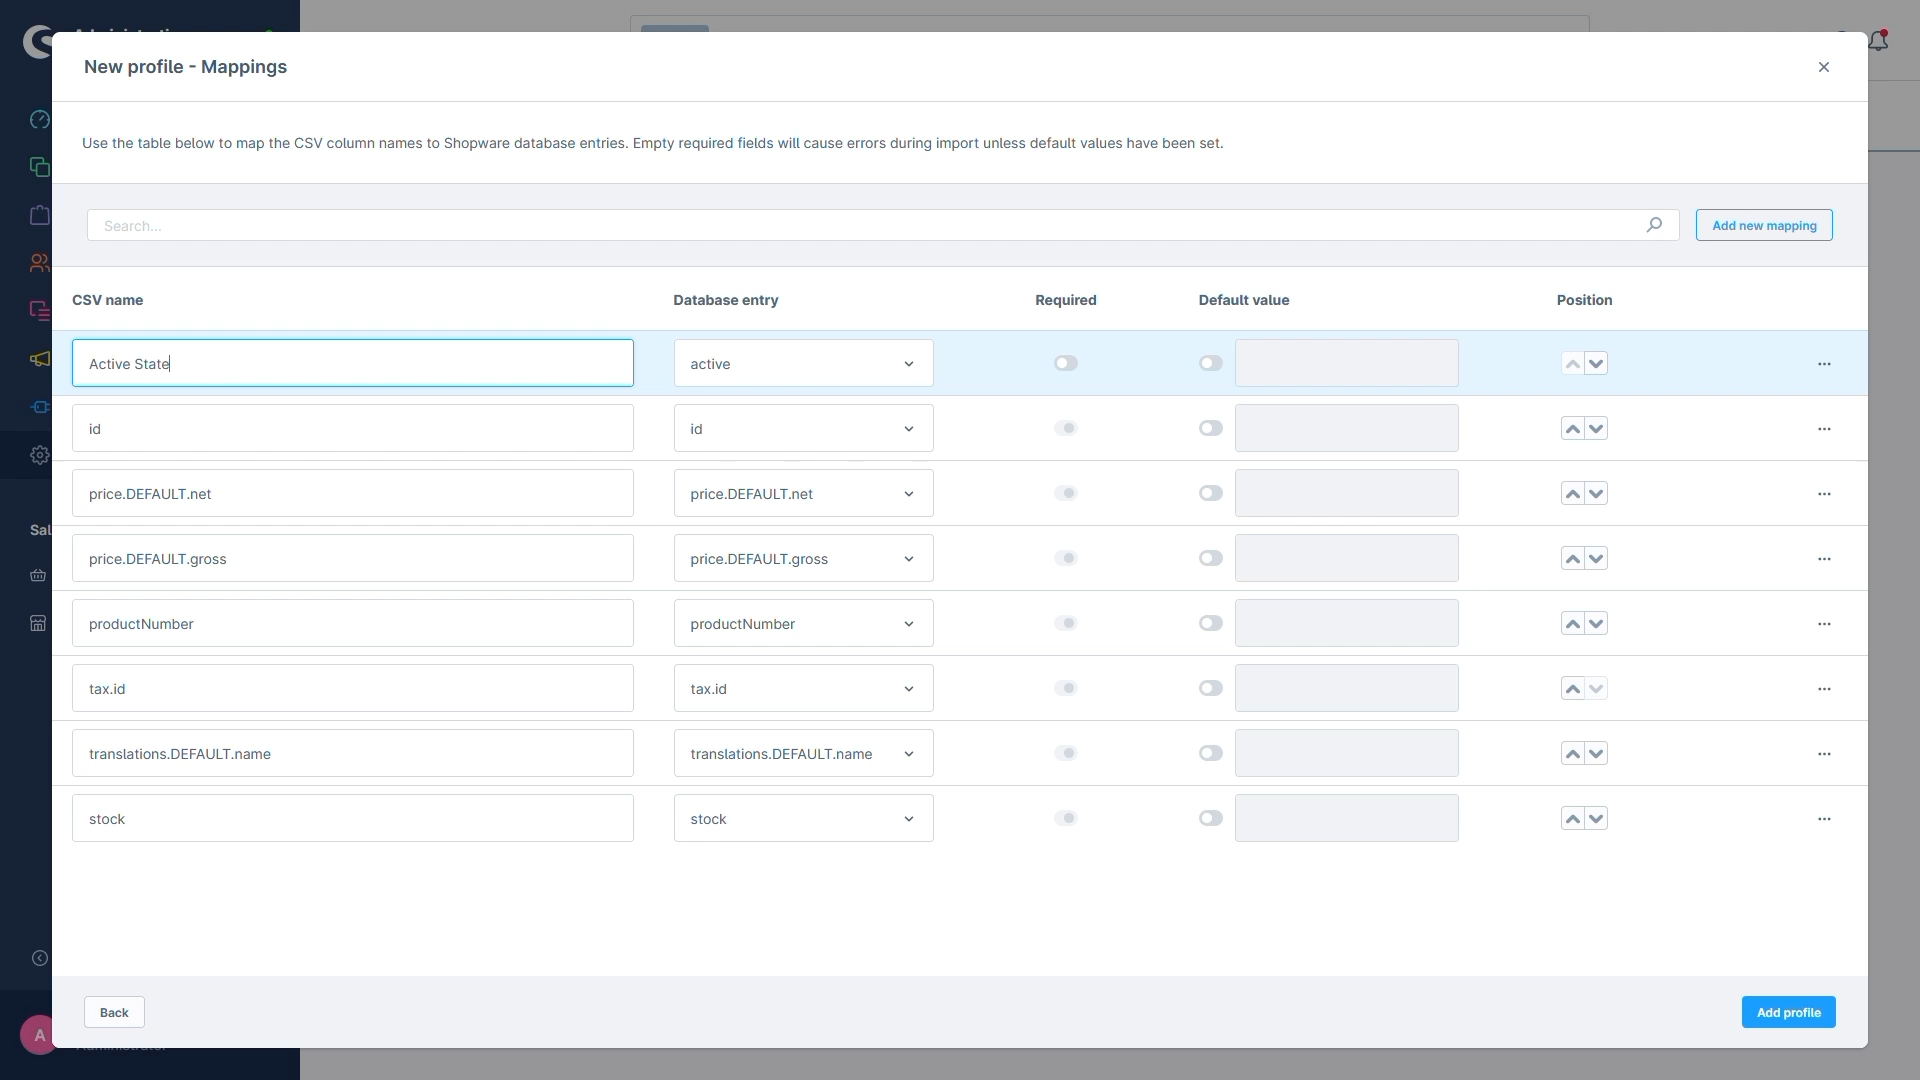 New profile - Mappings
Use the table below to map the CSV column names to Shopware database entries. Empty required fields will cause errors during import unless default values have been set.
Search...
Add new mapping
CSV name Database entry Required Default value Position
Active State active
id id
price.DEFAULT.net price.DEFAULT.net
price.DEFAULT.gross price.DEFAULT.gross
productNumber productNumber
tax.id tax.id
translations.DEFAULT.name translations.DEFAULT.name
stock stock
Sal
Back Add profile
A